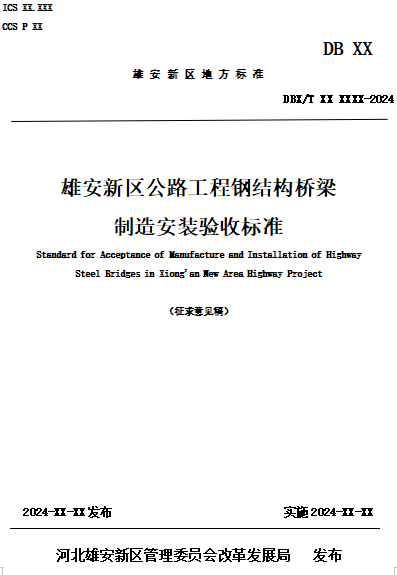 ICS XX.XXX
CCS P XX
DB XX
雄安新区地方标准
DBX/T XX XXXX-2024
雄安新区公路工程钢结构桥梁
制造安装验收标准
Standard for Acceptance of Manufacture and Installation of Highway
Steel Bridges in Xiong'an New Area Highway Project
（征求意见稿）
2024-XX-XX发布 实施2024-XX-XX
河北雄安新区管理委员会改革发展局 发布